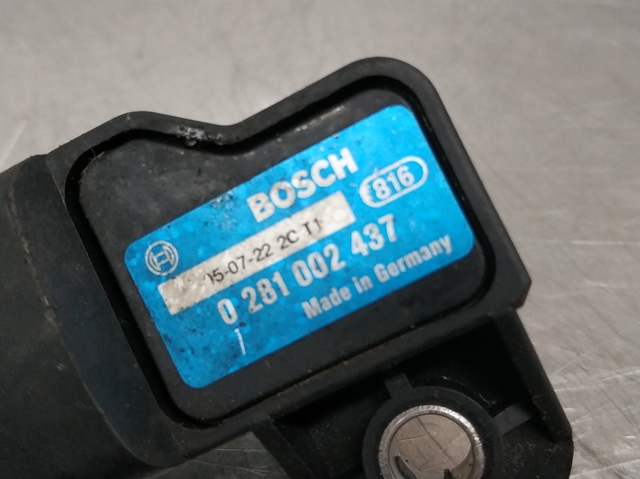 BOSCH
816
15-07-22 2C T1
0 281 002 437
Made in Germany